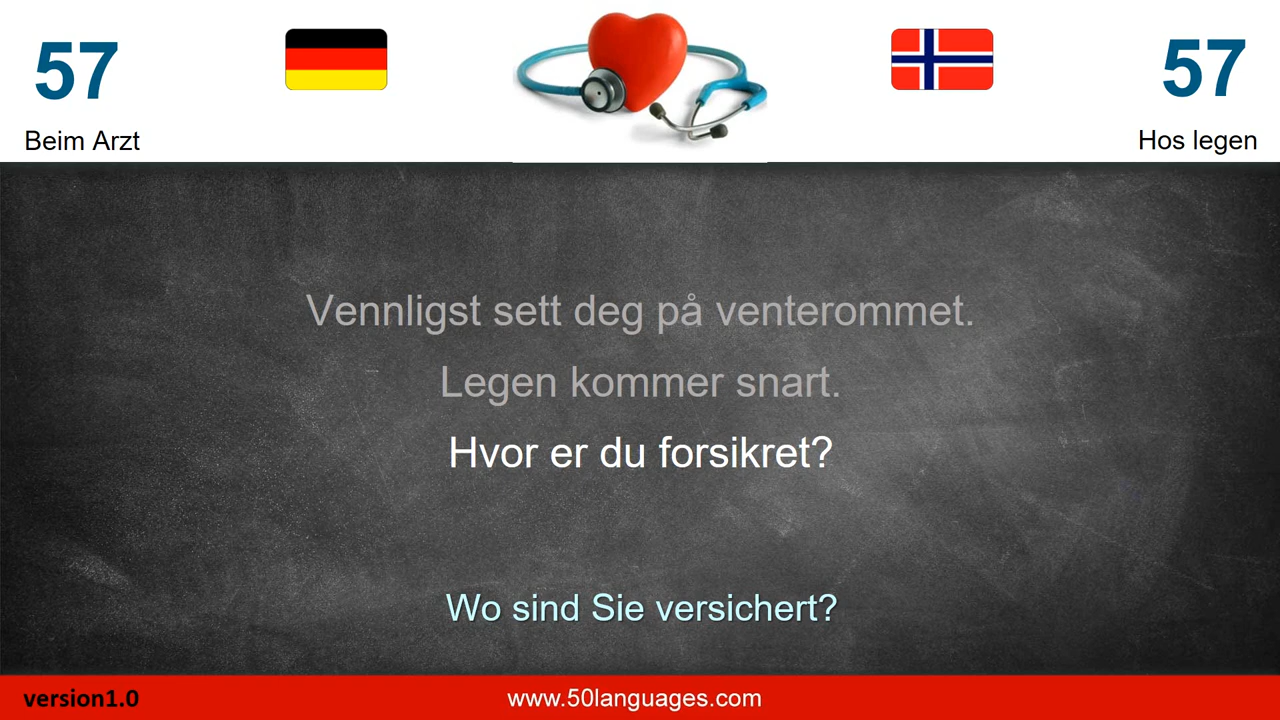 57
57
Beim Arzt
Hos legen
Vennligst sett deg på venterommet.
Legen kommer snart.
Hvor er du forsikret?
Wo sind Sie versichert?
version1.0
www.50languages.com